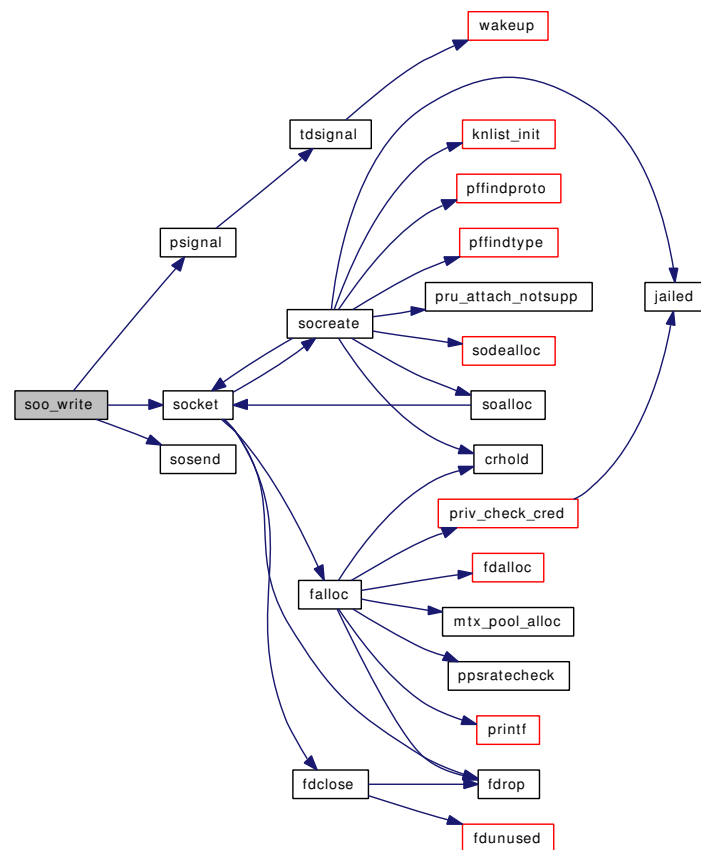 wakeup
tdsignal
knlist_init
pffindproto
psignal
pffindtype
pru_attach_notsupp
jailed
socreate
sodealloc
soo_write
socket
soalloc
sosend
crhold
priv_check_cred
fdalloc
falloc
mtx_pool_alloc
ppsratecheck
printf
fdclose
fdrop
fdunused